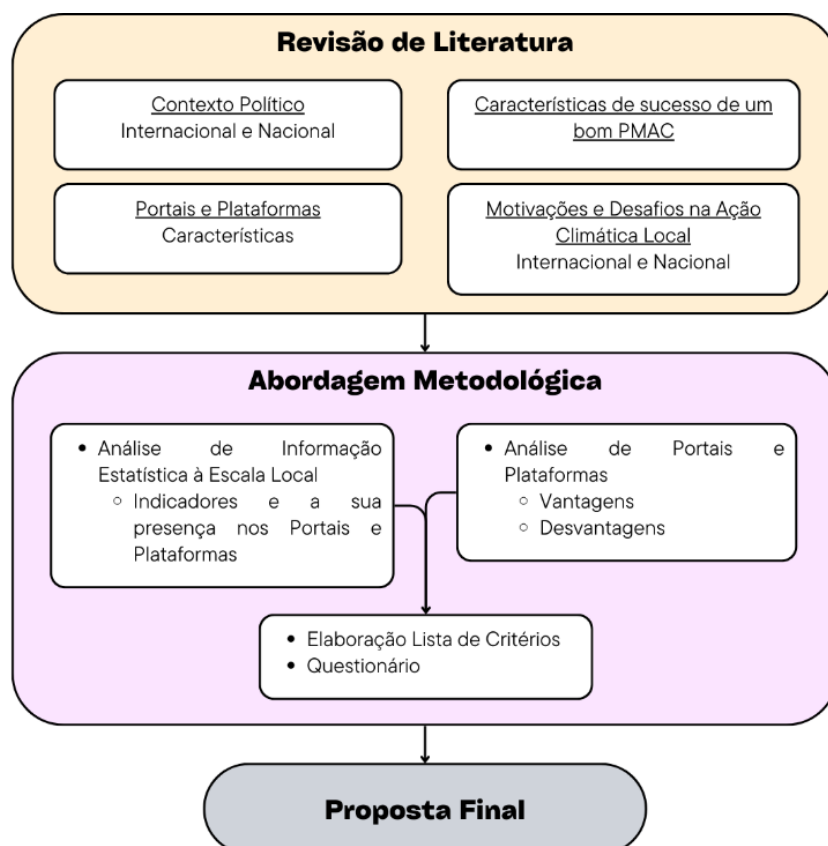 Revisão de Literatura
Contexto Político
Internacional e Nacional
Características de sucesso de um
bom PMAC
Portais e Plataformas
Características
Motivações e Desafios na Ação
Climática Local
Internacional e Nacional
Abordagem Metodológica
• Análise de Informação
Estatística à Escala Local
○ Indicadores e a sua
presença nos Portais e
Plataformas
• Análise de Portais e
Plataformas
○ Vantagens
○ Desvantagens
• Elaboração Lista de Critérios
• Questionário
Proposta Final